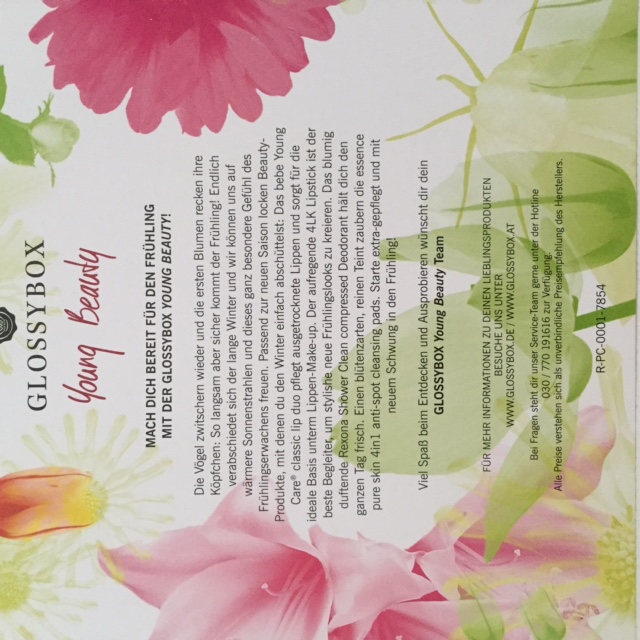 GLOSSYBOX
Young Beauty
MACH DICH BEREIT FÜR DEN FRÜHLING
MIT DER GLOSSYBOX YOUNG BEAUTY!
Die Vögel zwitschern wieder und die ersten Blumen recken ihre
Köpfchen: So langsam aber sicher kommt der Frühling! Endlich
verabschiedet sich der lange Winter und wir können uns auf
wärmere Sonnenstrahlen und dieses ganz besondere Gefühl des
Frühlingserwachens freuen. Passend zur neuen Saison locken Beauty-
Produkte, mit denen du den Winter einfach abschüttelst: Das bebe Young
Care® classic lip duo pflegt ausgetrocknete Lippen und sorgt für die
ideale Basis unterm Lippen-Make-up. Der aufregende 4LK Lipstick ist der
beste Begleiter, um stylishe neue Frühlingslooks zu kreieren. Das blumig
duftende Rexona Shower Clean compressed Deodorant hält dich den
ganzen Tag frisch. Einen blütenzarten, reinen Teint zaubern die essence
pure skin 4in1 anti-spot cleansing pads. Starte extra-gepflegt und mit
neuem Schwung in den Frühling!
Viel Spaß beim Entdecken und Ausprobieren wünscht dir dein
GLOSSYBOX Young Beauty Team
FÜR MEHR INFORMATIONEN ZU DEINEN LIEBLINGSPRODUKTEN
BESUCHE UNS UNTER
WWW.GLOSSYBOX.DE / WWW.GLOSSYBOX.AT
Bei Fragen steht dir unser Service-Team gerne unter der Hotline
030 / 770 191616 zur Verfügung.
Alle Preise verstehen sich als unverbindliche Preisempfehlung des Herstellers.
R-PC-0001-7854